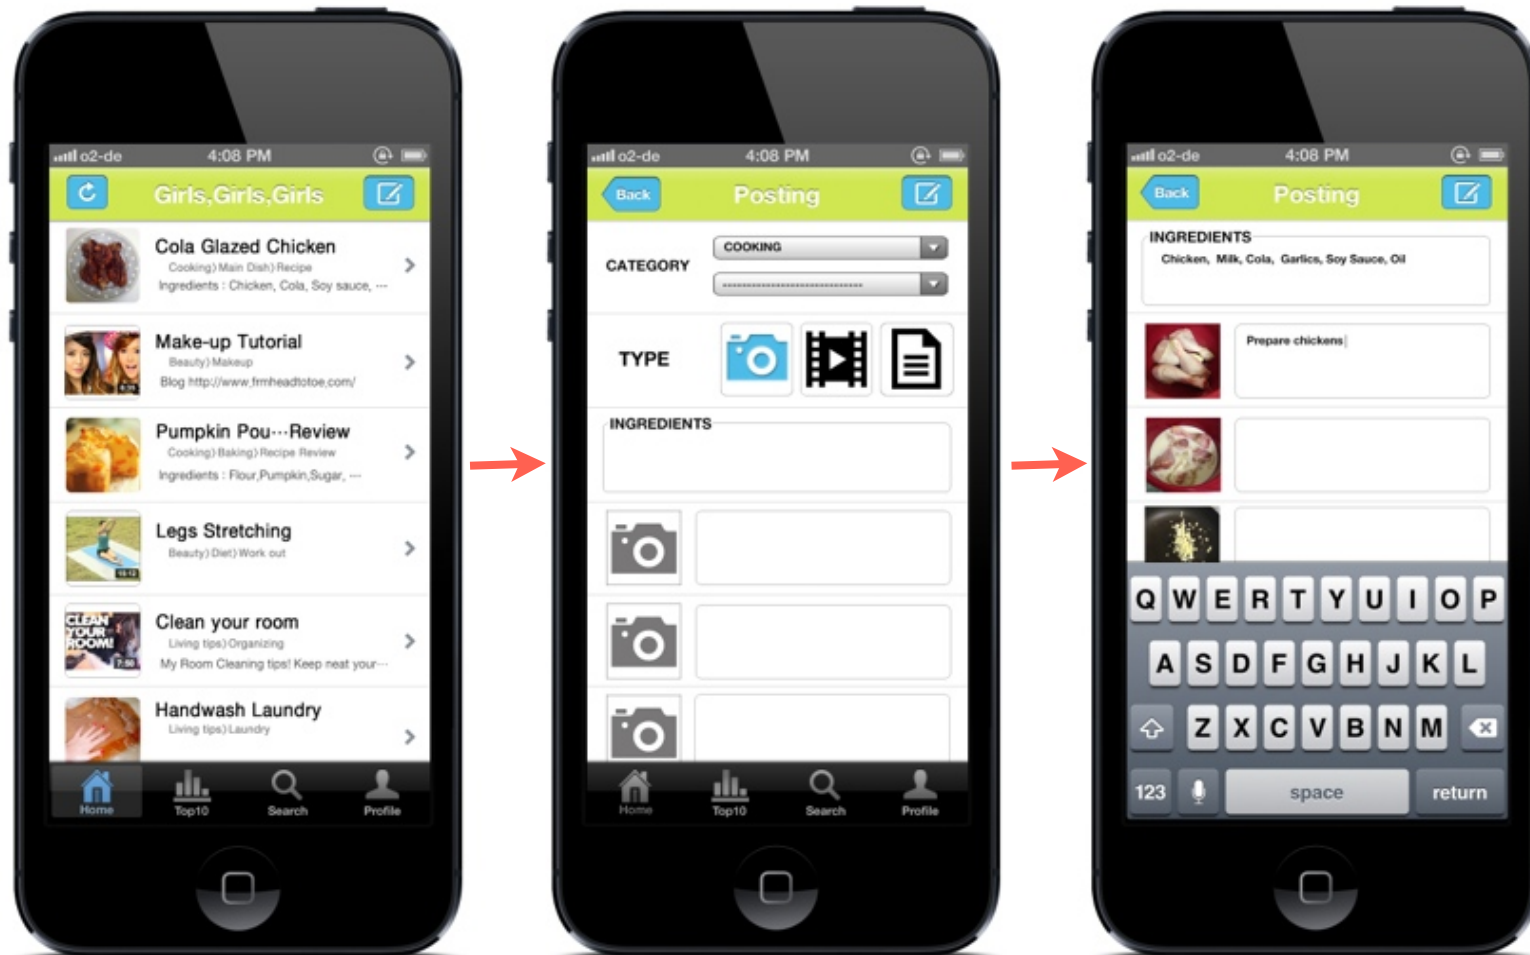 o2-de 4:08 PM
Girls,Girls,Girls
Cola Glazed Chicken
Cooking〉Main Dish〉Recipe
Ingredients : Chicken, Cola, Soy sauce, ···
Make-up Tutorial
Beauty〉Makeup
Blog http://www.frmheadtotoe.com/
Pumpkin Pou···Review
Cooking〉Baking〉Recipe Review
Ingredients : Flour,Pumpkin,Sugar, ···
Legs Stretching
Beauty〉Diet〉Work out
CLEAN
YOUR
ROOM!
7:50
Clean your room
Living tips〉Organizing
My Room Cleaning tips! Keep neat your···
Handwash Laundry
Living tips〉Laundry
Home Top10 Search Profile
o2-de 4:08 PM
Back Posting
CATEGORY
COOKING
-----------------------------
TYPE
INGREDIENTS
Home Top10 Search Profile
o2-de 4:08 PM
Back Posting
INGREDIENTS
Chicken, Milk, Cola, Garlics, Soy Sauce, Oil
Prepare chickens
Q W E R T Y U I O P
A S D F G H J K L
Z X C V B N M
123 space return